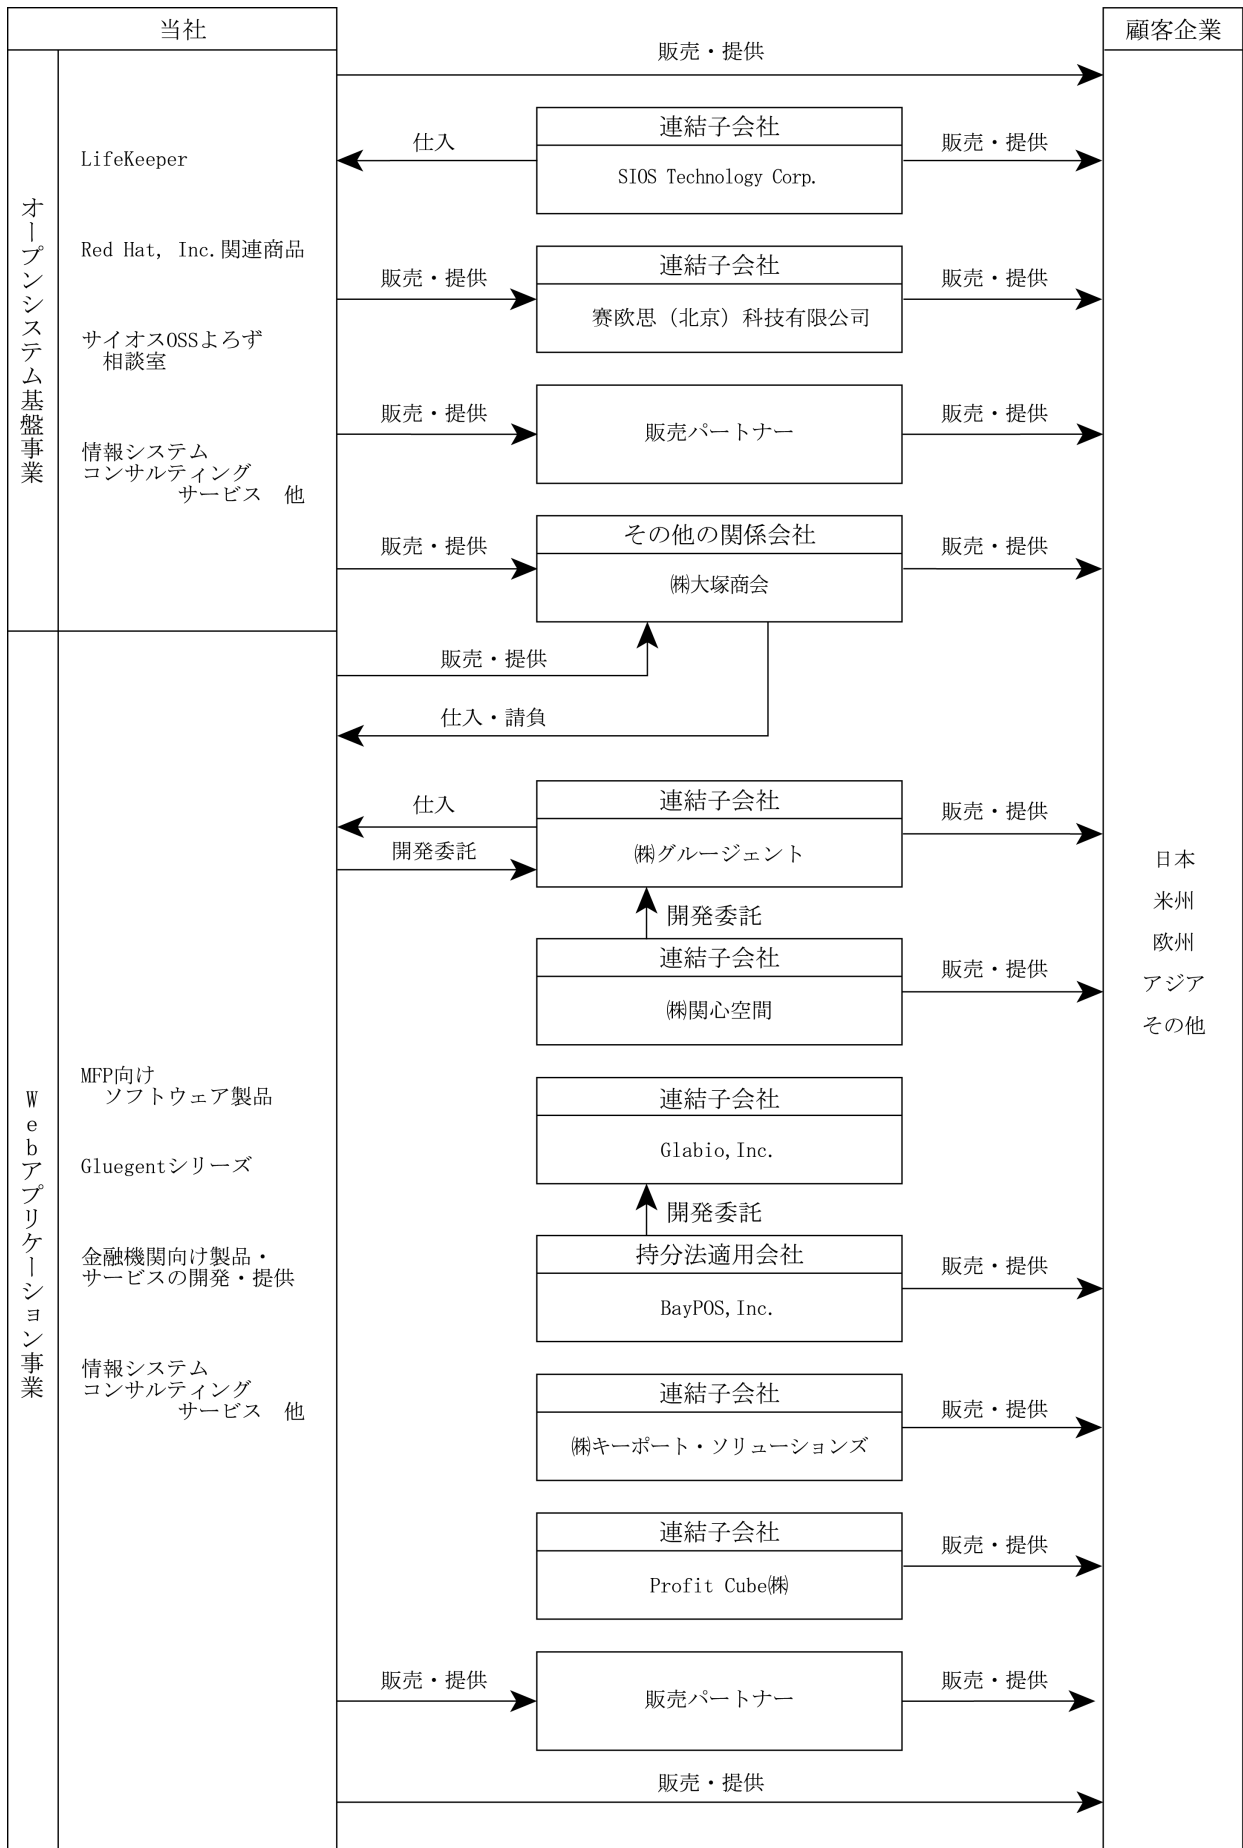 当社
顧客企業
オープンシステム基盤事業
LifeKeeper
Red Hat, Inc.関連商品
サイオスOSSよろず
相談室
情報システム
コンサルティング
サービス　他
販売・提供
仕入
連結子会社
SIOS Technology Corp.
販売・提供
販売・提供
連結子会社
赛欧思（北京）科技有限公司
販売・提供
販売・提供
販売パートナー
販売・提供
販売・提供
その他の関係会社
㈱大塚商会
販売・提供
販売・提供
仕入・請負
Webアプリケーション事業
MFP向け
ソフトウェア製品
Gluegentシリーズ
金融機関向け製品・
サービスの開発・提供
情報システム
コンサルティング
サービス　他
仕入
開発委託
連結子会社
㈱グルージェント
販売・提供
開発委託
連結子会社
㈱関心空間
販売・提供
連結子会社
Glabio,Inc.
開発委託
持分法適用会社
BayPOS,Inc.
販売・提供
連結子会社
㈱キーポート・ソリューションズ
販売・提供
連結子会社
Profit Cube㈱
販売・提供
販売・提供
販売パートナー
販売・提供
販売・提供
日本
米州
欧州
アジア
その他